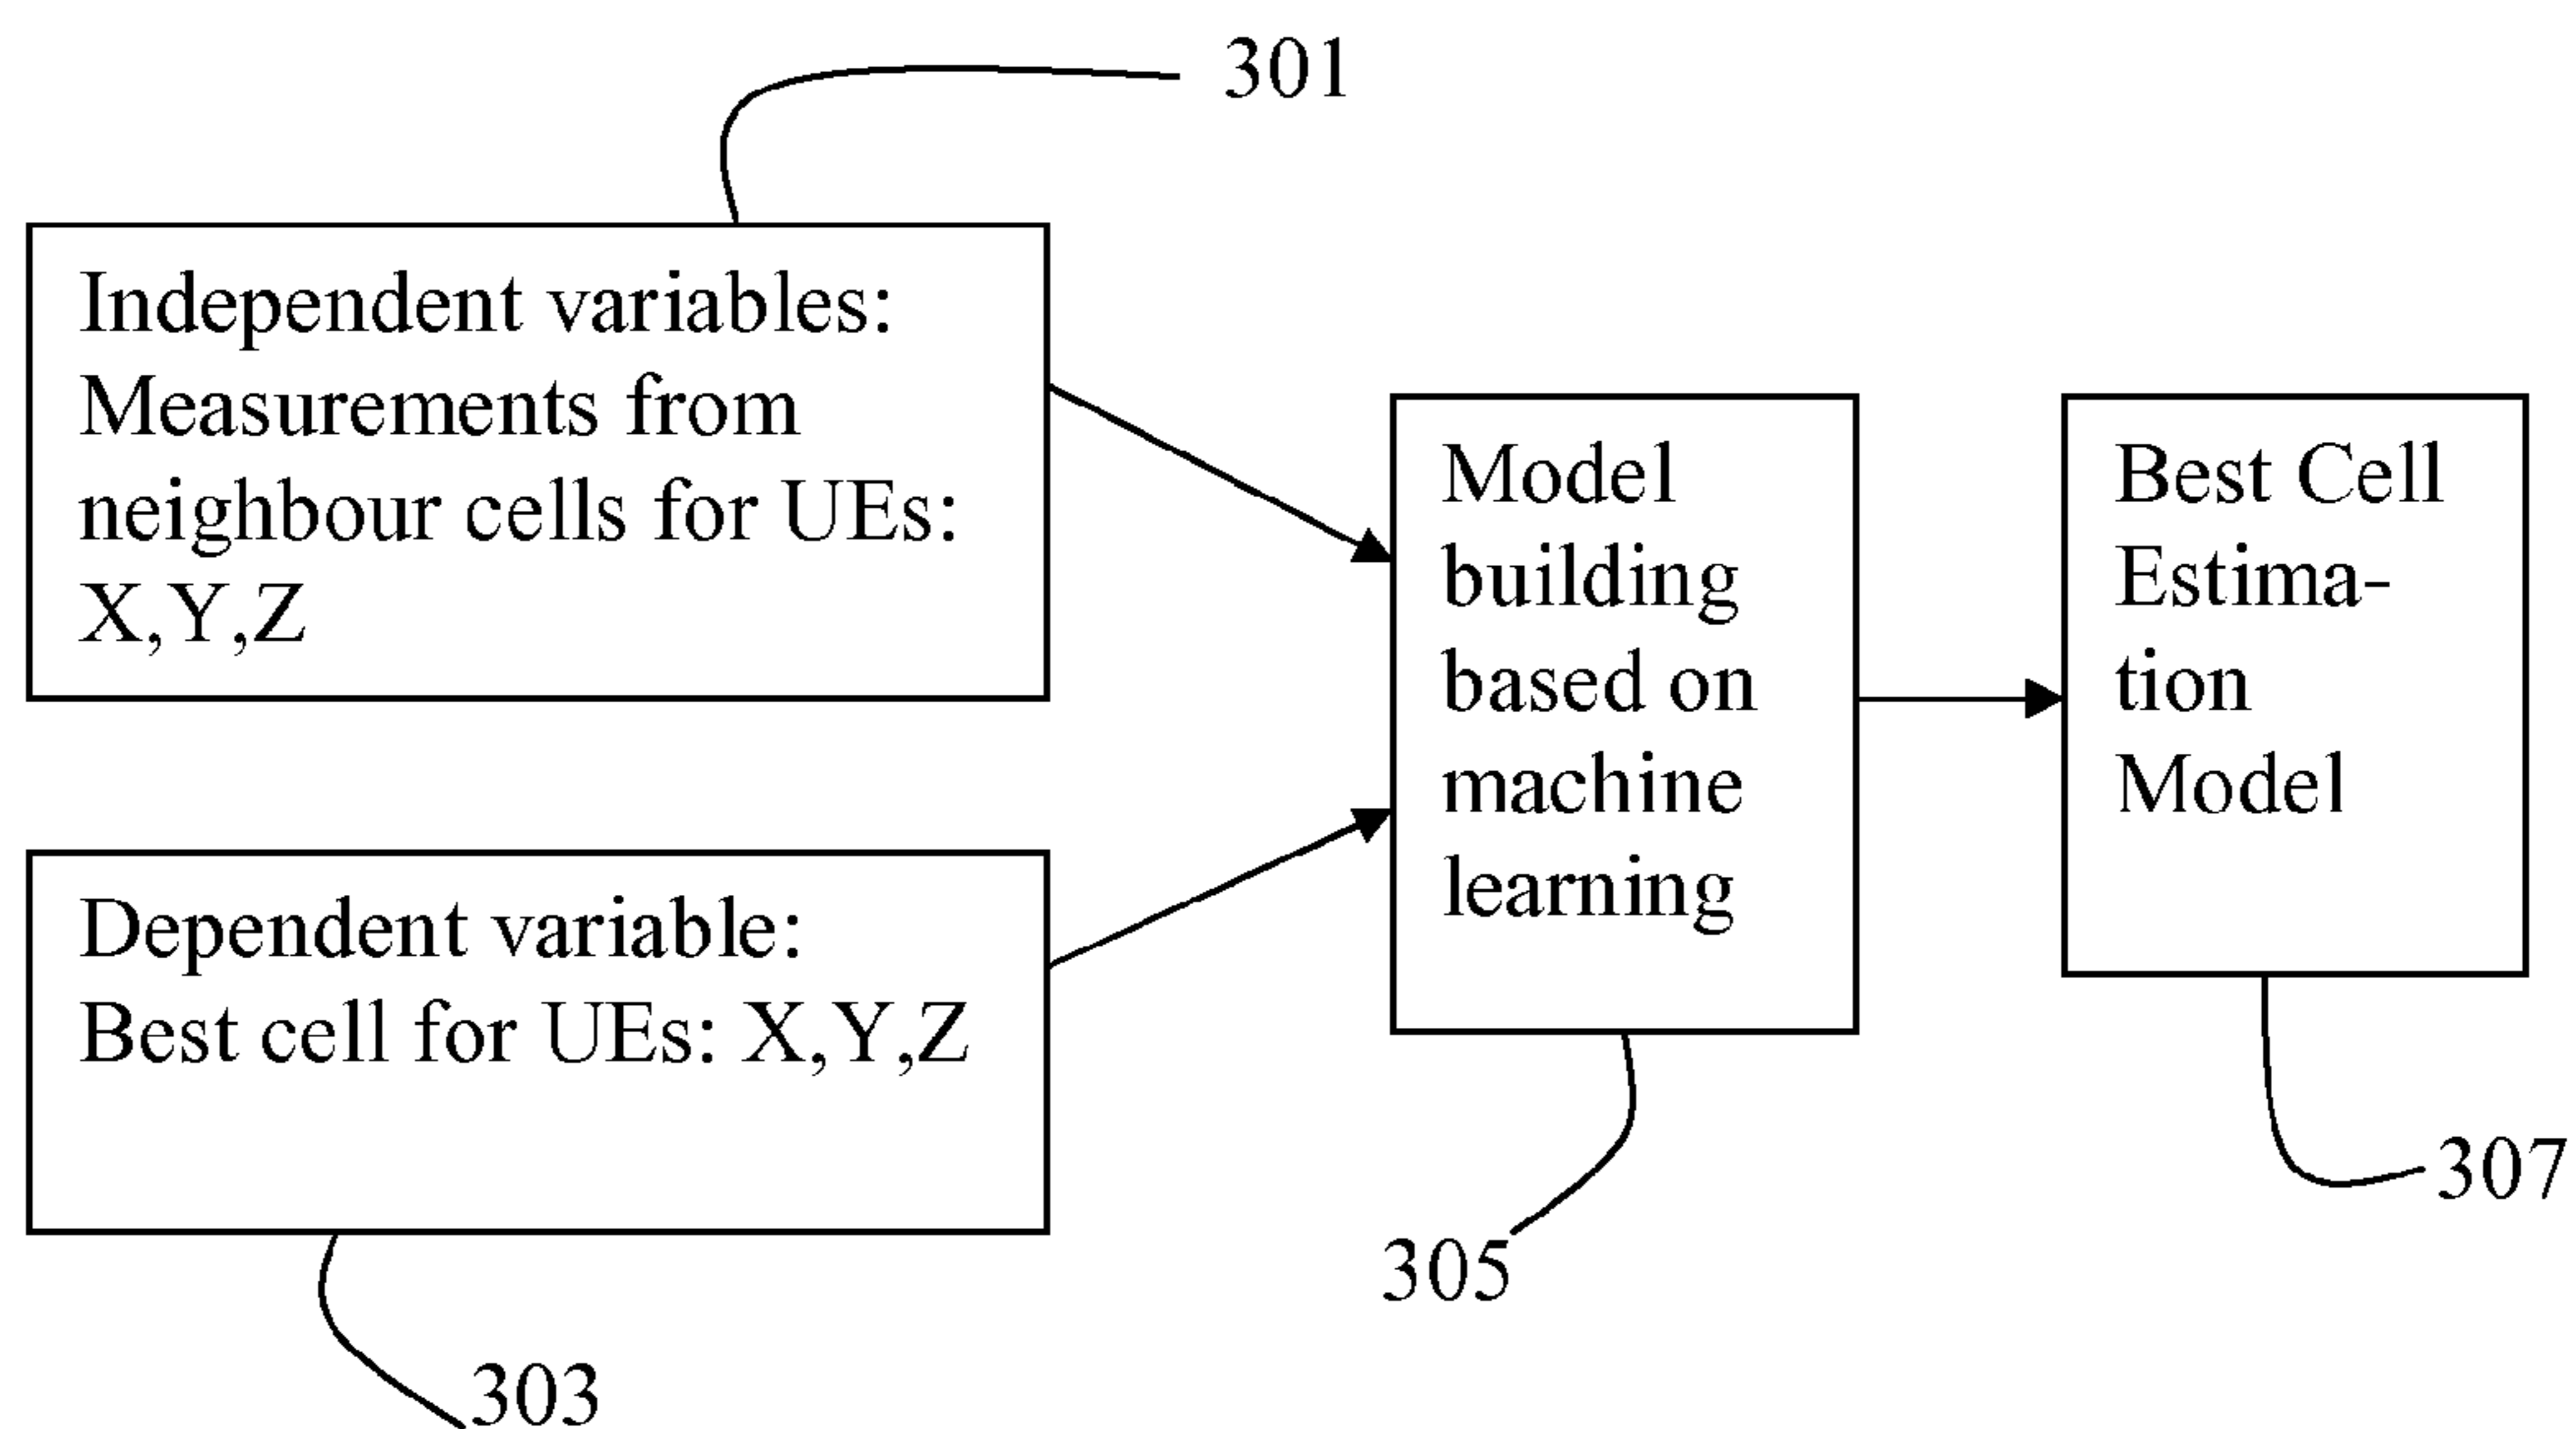 301
Independent variables:
Measurements from
neighbour cells for UEs:
X,Y,Z
Dependent variable:
Best cell for UEs: X,Y,Z
303
Model
building
based on
machine
learning
305
Best Cell
Estima-
tion
Model
307